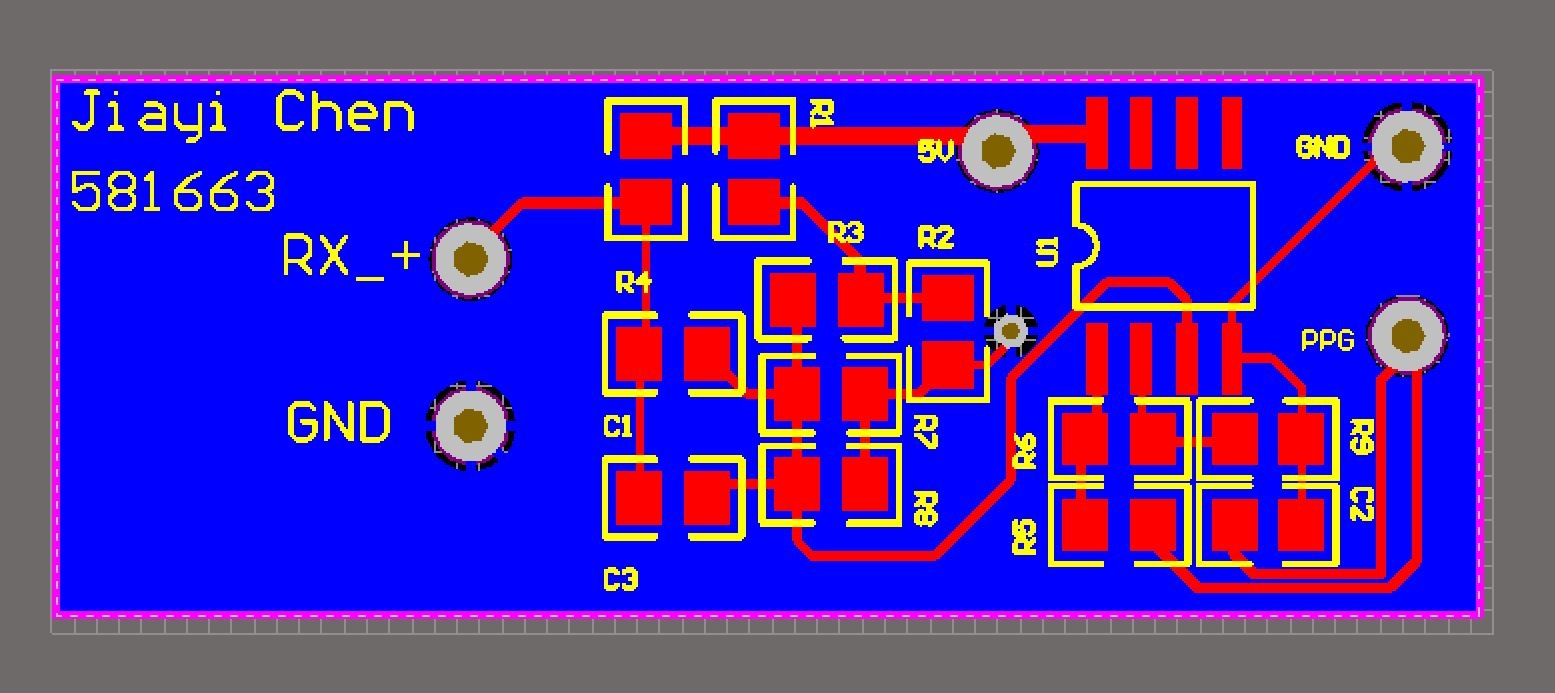 Jiayi Chen
R1
5V
GND
581663
RX_+
R3
R2
U1
R4
PPG
GND
C1
R7
R6
R9
R8
R5
C2
C3